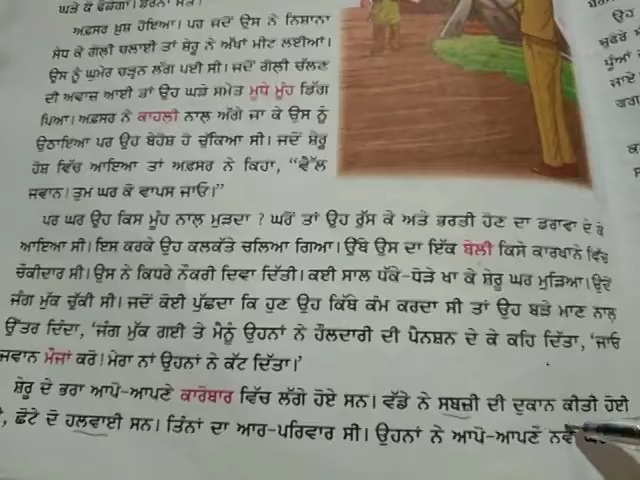 ਘੜੇ ਕੇ
ਅਫ਼ਸਰ ਖ਼ੁਸ਼ ਹੋਇਆ। ਪਰ ਜਦੋਂ ਉਸ ਨੇ ਨਿਸ਼ਾਨਾ
ਸੇਧ ਕੇ ਗੋਲੀ ਚਲਾਈ ਤਾਂ ਸ਼ੇਰੂ ਨੇ ਅੱਖਾਂ ਮੀਟ ਲਈਆਂ।
ਉਸ ਨੂੰ ਘੁਮੇਰ ਚੜ੍ਹਨ ਲੱਗ ਪਈ ਸੀ। ਜਦੋਂ ਗੋਲੀ ਚੱਲਣ
ਦੀ ਅਵਾਜ਼ ਆਈ ਤਾਂ ਉਹ ਘੜੇ ਸਮੇਤ ਮੂਧੇ ਮੂੰਹ ਡਿੱਗ
ਪਿਆ। ਅਫ਼ਸਰ ਨੇ ਕਾਹਲੀ ਨਾਲ਼ ਅੱਗੇ ਜਾ ਕੇ ਉਸ ਨੂੰ
ਉਠਾਇਆ ਪਰ ਉਹ ਬੇਹੋਸ਼ ਹੋ ਚੁੱਕਿਆ ਸੀ। ਜਦੋਂ ਸ਼ੇਰੂ
ਹੋਸ਼ ਵਿੱਚ ਆਇਆ ਤਾਂ ਅਫ਼ਸਰ ਨੇ ਕਿਹਾ, “ਵੈੱਲ
ਜਵਾਨ। ਤੁਮ ਘਰ ਕੋ ਵਾਪਸ ਜਾਓ।”
ਪਰ ਘਰ ਉਹ ਕਿਸ ਮੂੰਹ ਨਾਲ਼ ਮੁੜਦਾ ? ਘਰੋਂ ਤਾਂ ਉਹ ਰੁੱਸ ਕੇ ਅਤੇ ਭਰਤੀ ਹੋਣ ਦਾ ਡਰਾਵਾ ਦੇ ਕੇ
ਆਇਆ ਸੀ। ਇਸ ਕਰਕੇ ਉਹ ਕਲਕੱਤੇ ਚਲਿਆ ਗਿਆ। ਉੱਥੇ ਉਸ ਦਾ ਇੱਕ ਬੇਲੀ ਕਿਸੇ ਕਾਰਖਾਨੇ ਵਿੱਚ
ਚੌਕੀਦਾਰ ਸੀ। ਉਸ ਨੇ ਕਿਧਰੇ ਨੌਕਰੀ ਦਿਵਾ ਦਿੱਤੀ। ਕਈ ਸਾਲ ਧੱਕੇ-ਧੋੜੇ ਖਾ ਕੇ ਸ਼ੇਰੂ ਘਰ ਮੁੜਿਆ। ਉਦੋਂ
ਜੰਗ ਮੁੱਕ ਚੁੱਕੀ ਸੀ। ਜਦੋਂ ਕੋਈ ਪੁੱਛਦਾ ਕਿ ਹੁਣ ਉਹ ਕਿੱਥੇ ਕੰਮ ਕਰਦਾ ਸੀ ਤਾਂ ਉਹ ਬੜੇ ਮਾਣ ਨਾਲ਼
ਉੱਤਰ ਦਿੰਦਾ, ‘ਜੰਗ ਮੁੱਕ ਗਈ ਤੇ ਮੈਨੂੰ ਉਹਨਾਂ ਨੇ ਹੌਲਦਾਰੀ ਦੀ ਪੈਨਸ਼ਨ ਦੇ ਕੇ ਕਹਿ ਦਿੱਤਾ, ‘ਜਾਓ
ਜਵਾਨ ਮੌਜਾਂ ਕਰੋ। ਮੇਰਾ ਨਾਂ ਉਹਨਾਂ ਨੇ ਕੱਟ ਦਿੱਤਾ।’
ਸ਼ੇਰੂ ਦੇ ਭਰਾ ਆਪੋ-ਆਪਣੇ ਕਾਰੋਬਾਰ ਵਿੱਚ ਲੱਗੇ ਹੋਏ ਸਨ। ਵੱਡੇ ਨੇ ਸਬਜ਼ੀ ਦੀ ਦੁਕਾਨ ਕੀਤੀ ਹੋਈ
, ਛੋਟੇ ਦੋ ਹਲਵਾਈ ਸਨ। ਤਿੰਨਾਂ ਦਾ ਆਰ-ਪਰਿਵਾਰ ਸੀ। ਉਹਨਾਂ ਨੇ ਆਪੋ-ਆਪਣੇ ਨਵੇਂ